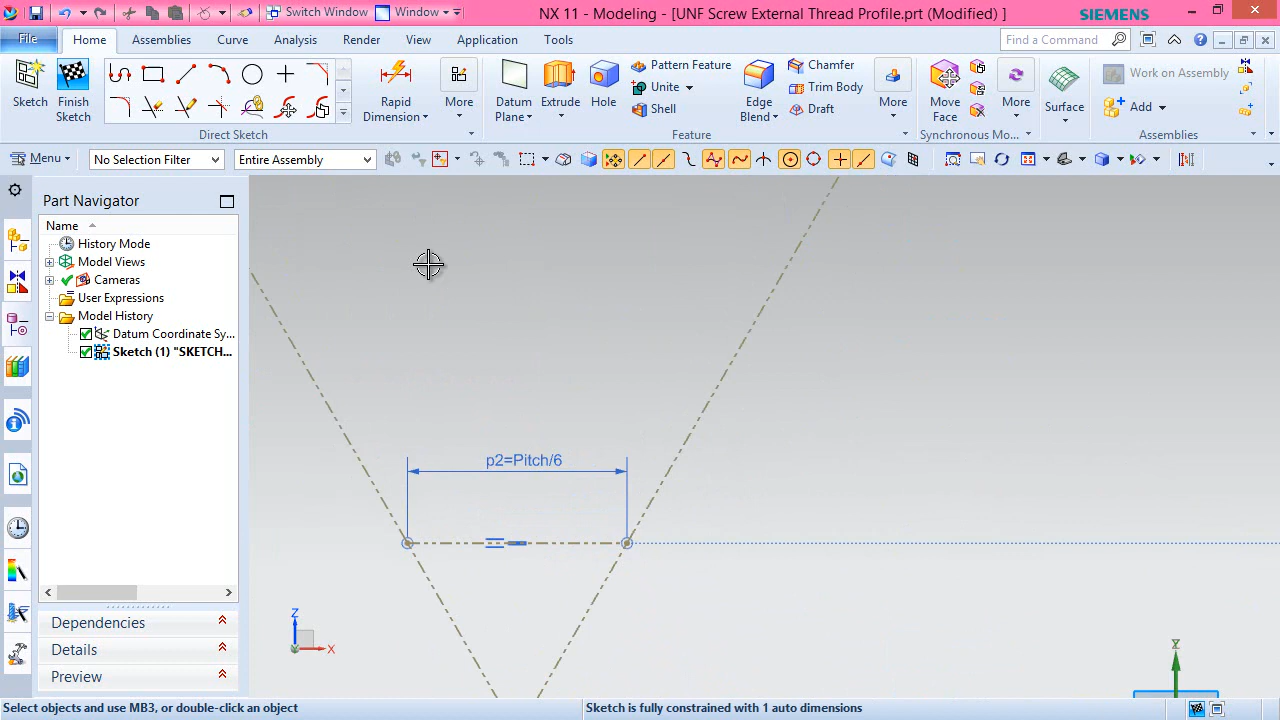 Switch Window
Window
NX 11 - Modeling - [UNF Screw External Thread Profile.prt (Modified) ]
SIEMENS
File
Home
Assemblies
Curve
Analysis
Render
View
Application
Tools
Find a Command
Sketch
Finish
Sketch
Rapid
Dimension
More
Datum
Plane
Extrude
Hole
Pattern Feature
Unite
Shell
Edge
Blend
Chamfer
Trim Body
Draft
More
Move
Face
More
Surface
Work on Assembly
Add
Direct Sketch
Feature
Synchronous Mo...
Assemblies
Menu
No Selection Filter
Entire Assembly
Part Navigator
Name
History Mode
Model Views
Cameras
User Expressions
Model History
Datum Coordinate Sy...
Sketch (1) "SKETCH...
Dependencies
Details
Preview
p2=Pitch/6
Z
X
Select objects and use MB3, or double-click an object
Sketch is fully constrained with 1 auto dimensions